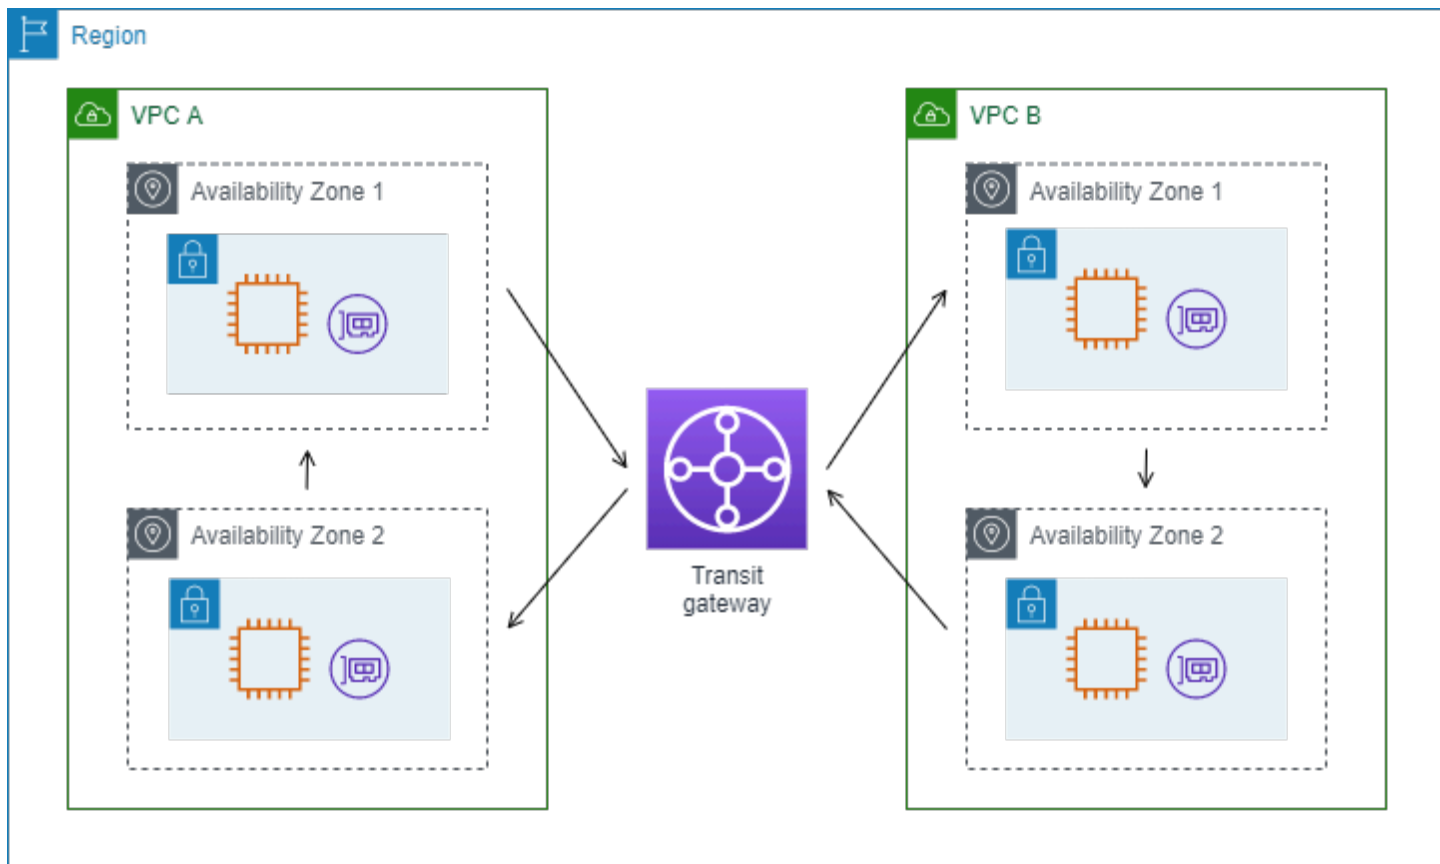 Region
VPC A
Availability Zone 1
Availability Zone 2
Transit
gateway
VPC B
Availability Zone 1
Availability Zone 2